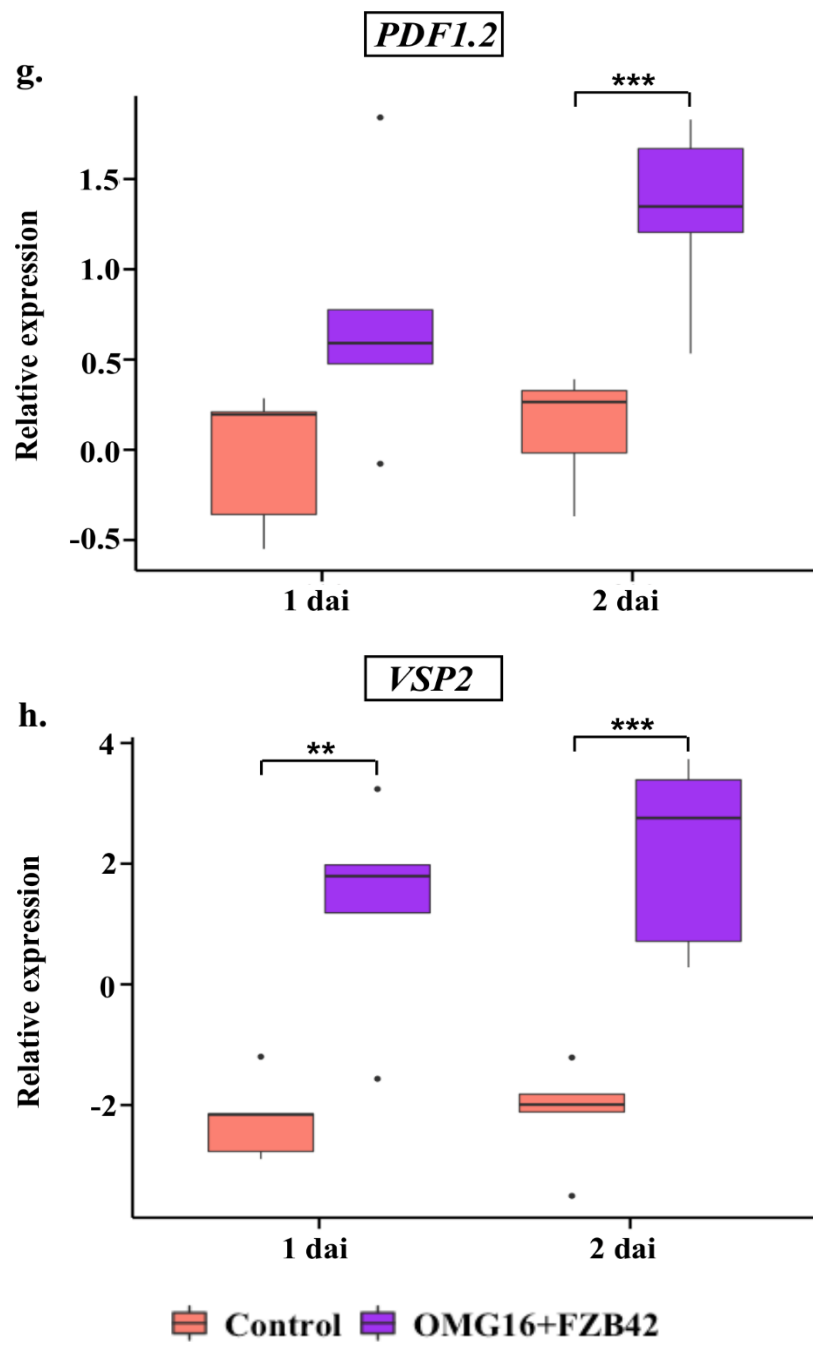 PDF1.2
g.
***
Relative expression
1.5
1.0
0.5
0.0
-0.5
1 dai
2 dai
VSP2
h.
**
***
Relative expression
4
2
0
-2
1 dai
2 dai
Control
OMG16+FZB42